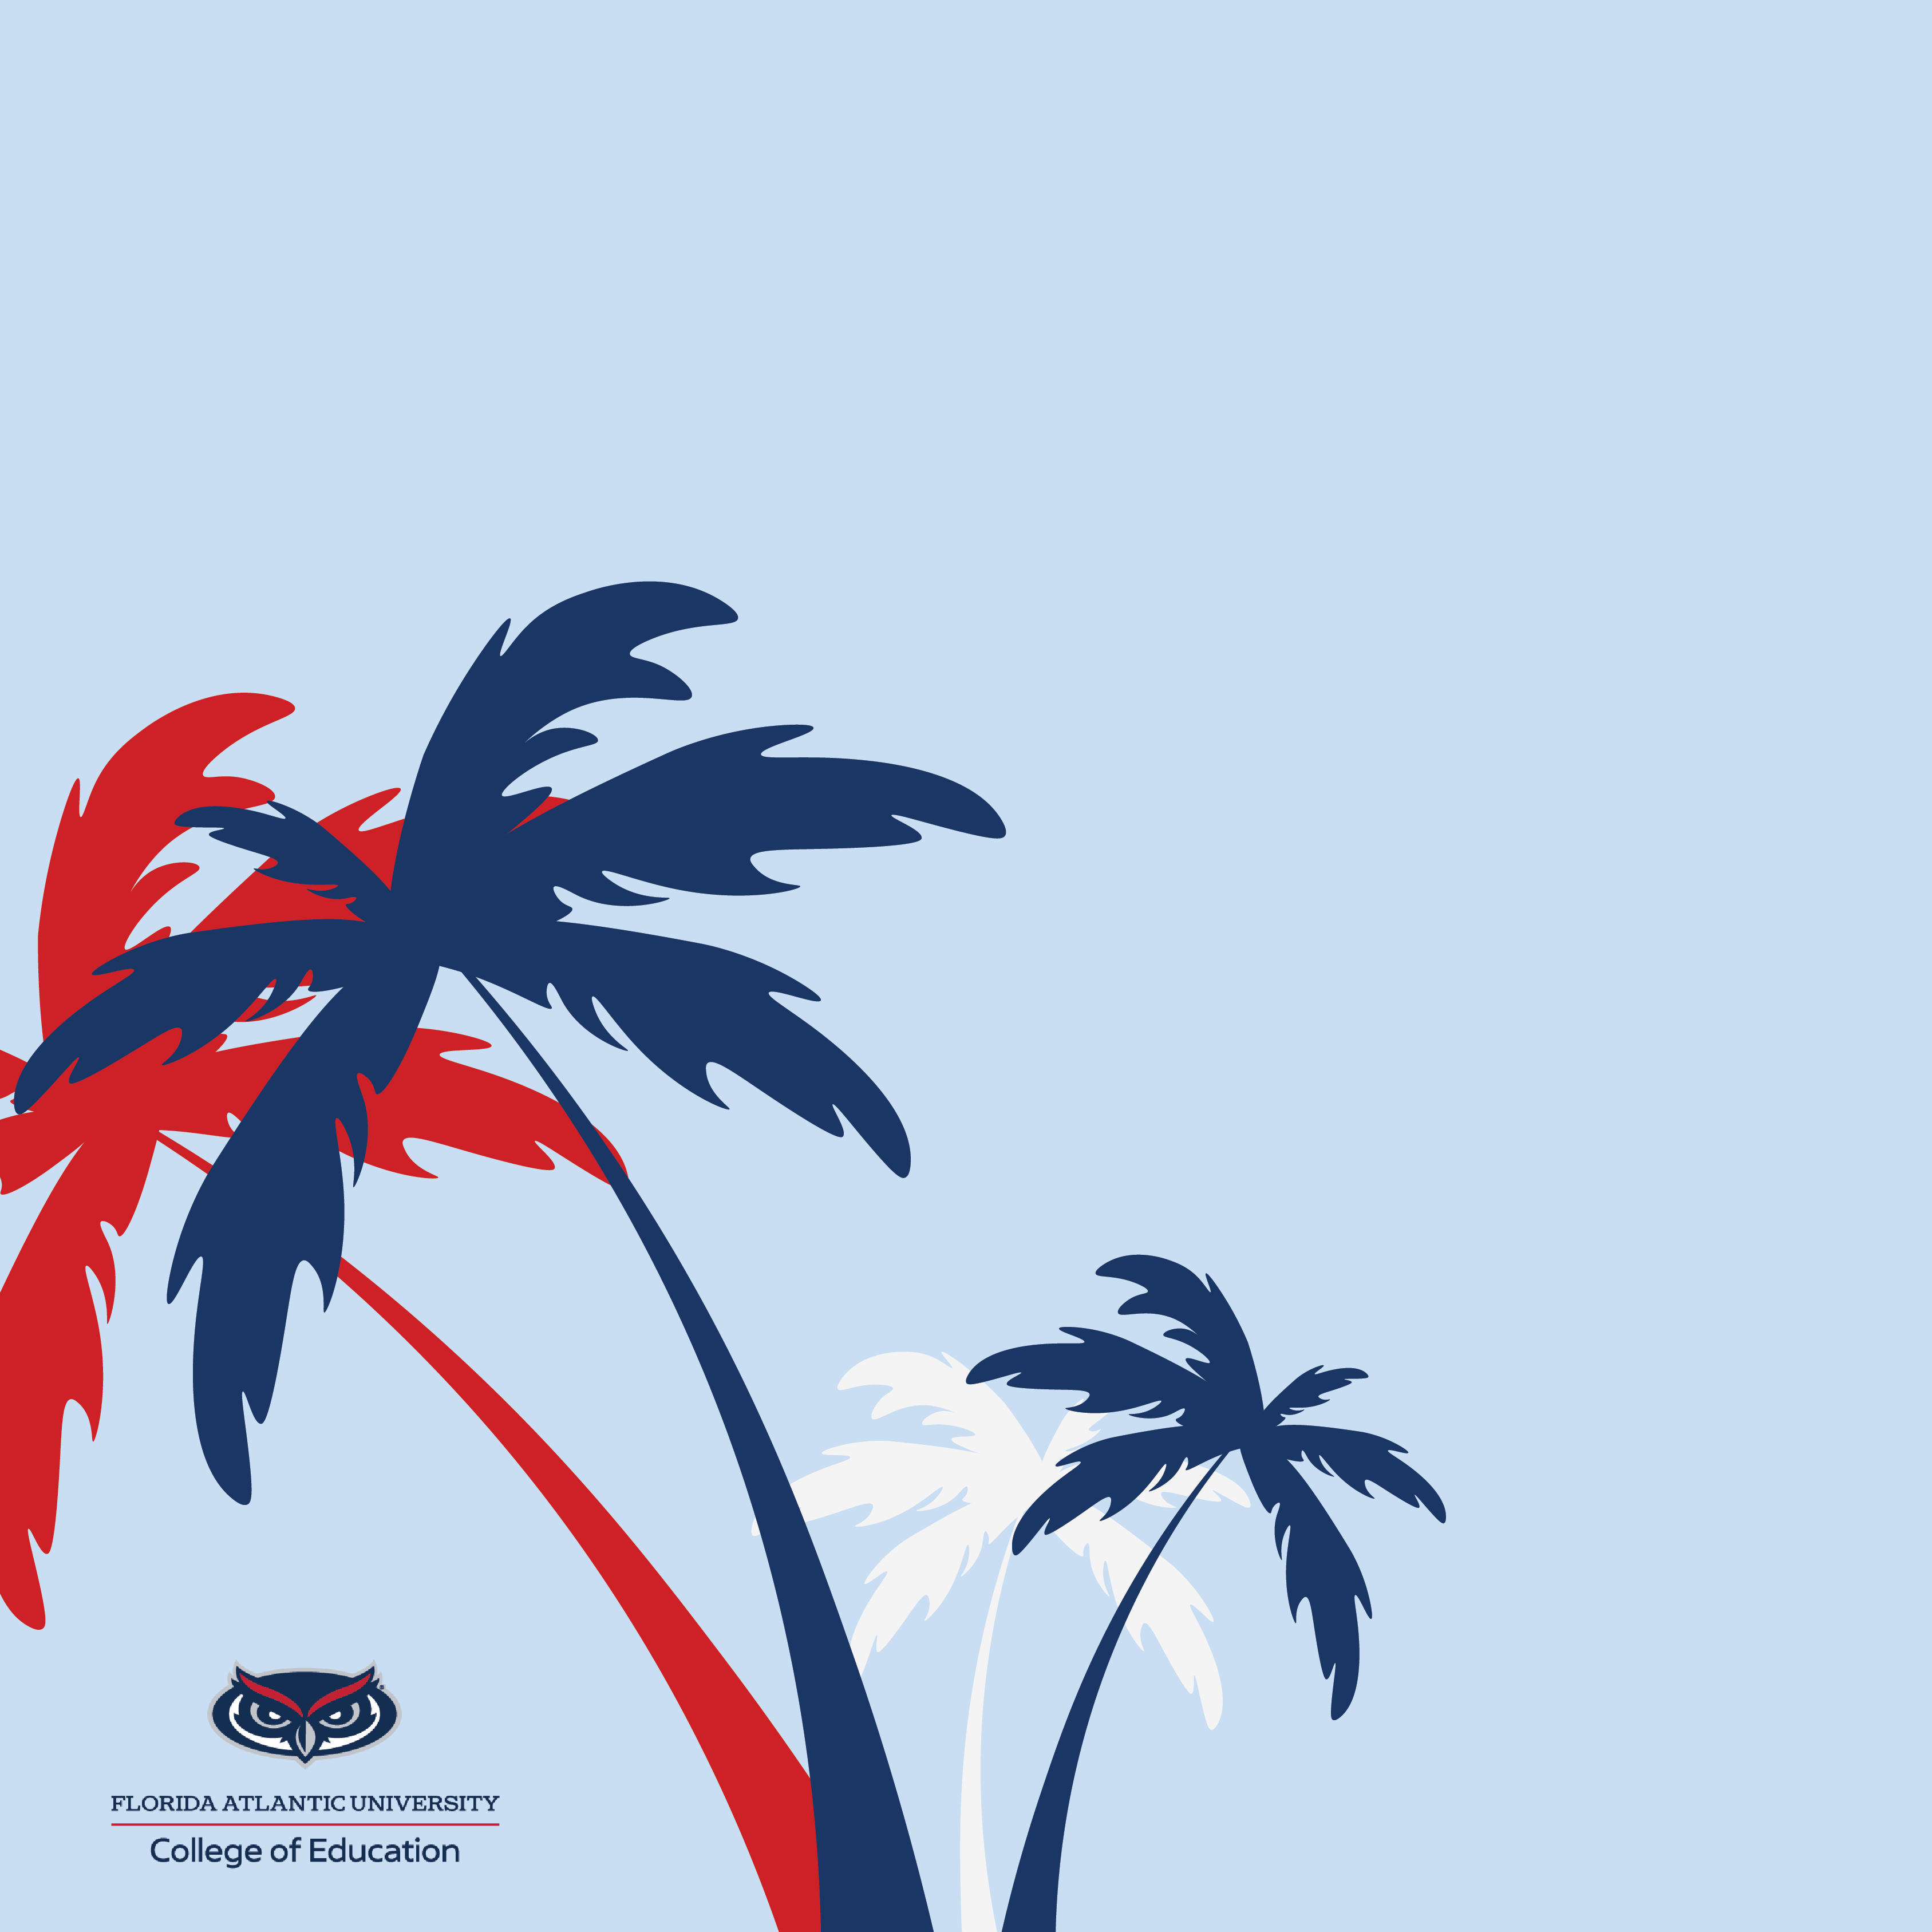 FLORIDA ATLANTIC UNIVERSITY
College of Education